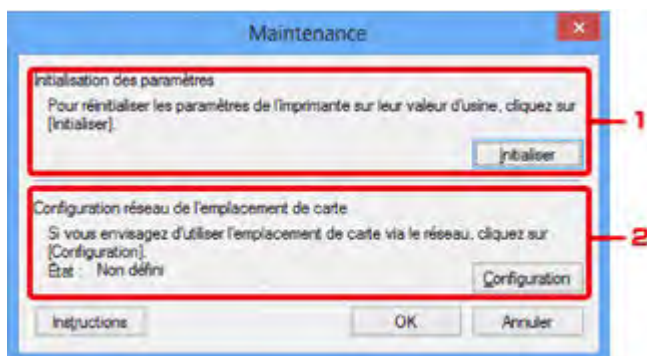 Maintenance
Initialisation des paramètres
Pour réinitialiser les paramètres de l'imprimante sur leur valeur d'usine, cliquez sur
[Initialiser].
1
Initialiser
Configuration réseau de l'emplacement de carte
Si vous envisagez d'utiliser l'emplacement de carte via le réseau, cliquez sur
[Configuration].
2
État : Non défini
Configuration
Instructions
OK
Annuler